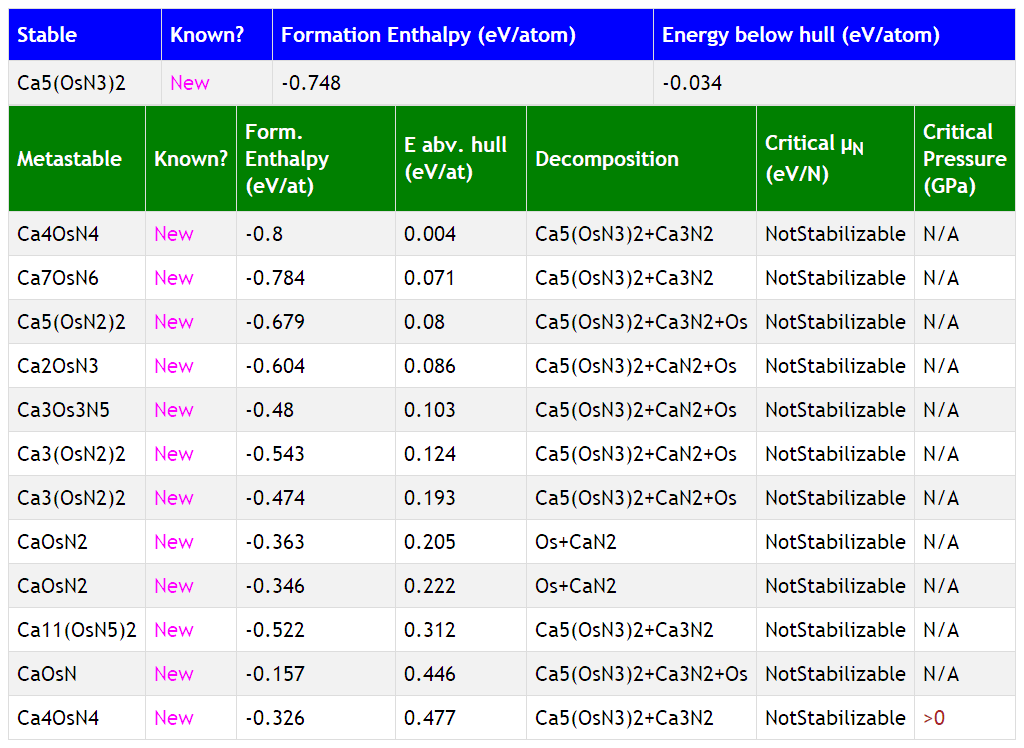 Stable Known? Formation Enthalpy (eV/atom) Energy below hull (eV/atom)
Ca5(OsN3)2 New -0.748 -0.034
Metastable Known? Form. Enthalpy (eV/at) E abv. hull (eV/at) Decomposition Critical μN (eV/N) Critical Pressure (GPa)
Ca4OsN4 New -0.8 0.004 Ca5(OsN3)2+Ca3N2 NotStabilizable N/A
Ca7OsN6 New -0.784 0.071 Ca5(OsN3)2+Ca3N2 NotStabilizable N/A
Ca5(OsN2)2 New -0.679 0.08 Ca5(OsN3)2+Ca3N2+Os NotStabilizable N/A
Ca2OsN3 New -0.604 0.086 Ca5(OsN3)2+CaN2+Os NotStabilizable N/A
Ca3Os3N5 New -0.48 0.103 Ca5(OsN3)2+CaN2+Os NotStabilizable N/A
Ca3(OsN2)2 New -0.543 0.124 Ca5(OsN3)2+CaN2+Os NotStabilizable N/A
Ca3(OsN2)2 New -0.474 0.193 Ca5(OsN3)2+CaN2+Os NotStabilizable N/A
CaOsN2 New -0.363 0.205 Os+CaN2 NotStabilizable N/A
CaOsN2 New -0.346 0.222 Os+CaN2 NotStabilizable N/A
Ca11(OsN5)2 New -0.522 0.312 Ca5(OsN3)2+Ca3N2 NotStabilizable N/A
CaOsN New -0.157 0.446 Ca5(OsN3)2+Ca3N2+Os NotStabilizable N/A
Ca4OsN4 New -0.326 0.477 Ca5(OsN3)2+Ca3N2 NotStabilizable >0